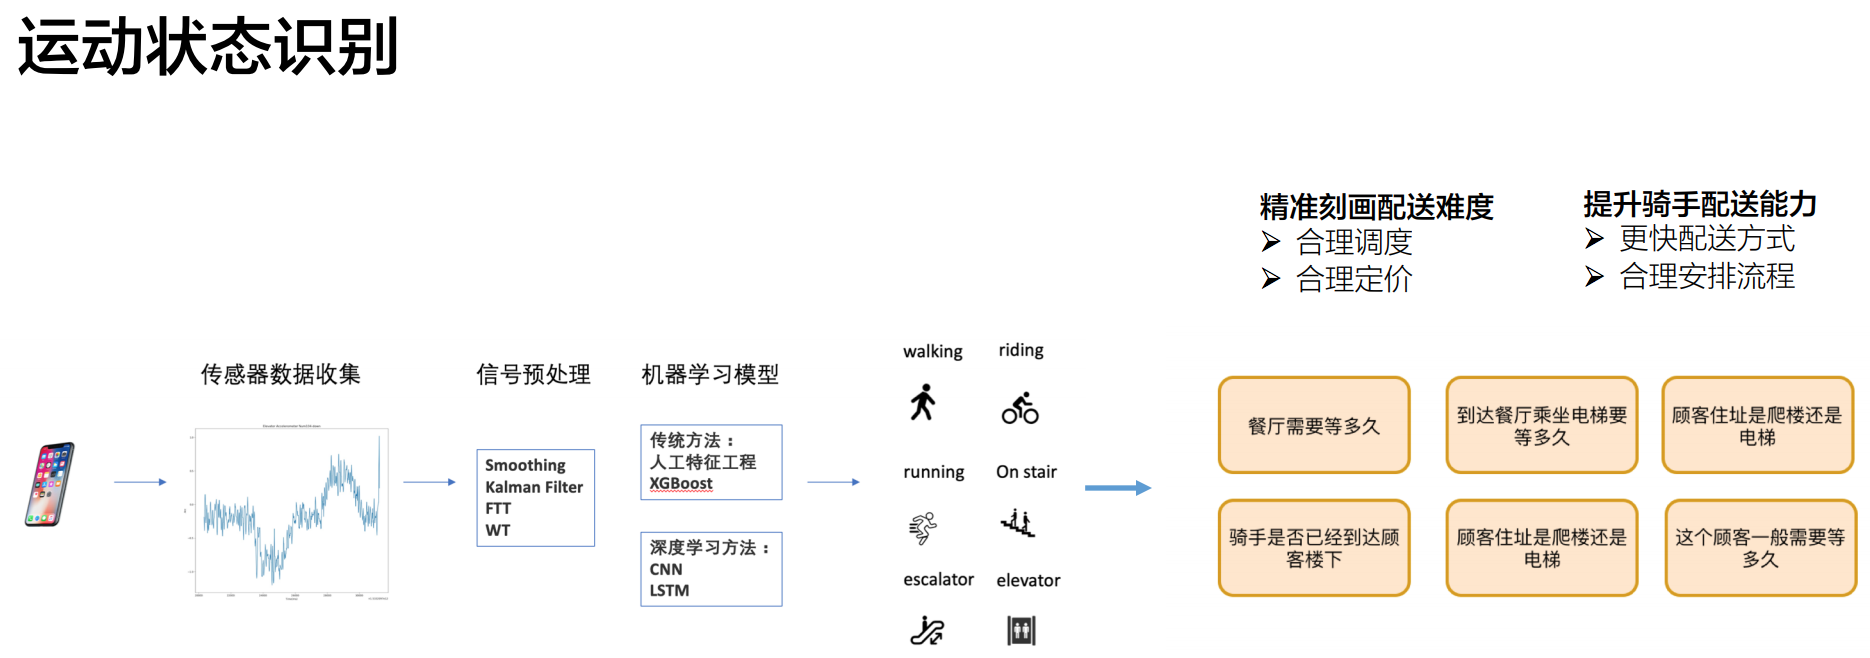 运动状态识别
精准刻画配送难度
合理调度
合理定价
提升骑手配送能力
更快配送方式
合理安排流程
传感器数据收集
信号预处理
Smoothing
Kalman Filter
FTT
WT
机器学习模型
传统方法：
人工特征工程
XGBoost
深度学习方法：
CNN
LSTM
walking
riding
running
On stair
escalator
elevator
餐厅需要等多久
到达餐厅乘坐电梯要
等多久
顾客住址是爬楼还是
电梯
骑手是否已经到达顾
客楼下
顾客住址是爬楼还是
电梯
这个顾客一般需要等
多久